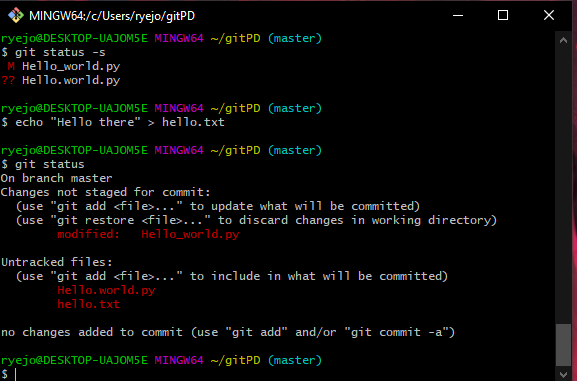 MINGW64:/c/Users/ryejo/gitPD
ryejo@DESKTOP-UAJOM5E MINGW64 ~/gitPD (master)
$ git status -s
 M Hello_world.py
?? Hello.world.py
ryejo@DESKTOP-UAJOM5E MINGW64 ~/gitPD (master)
$ echo "Hello there" > hello.txt
ryejo@DESKTOP-UAJOM5E MINGW64 ~/gitPD (master)
$ git status
On branch master
Changes not staged for commit:
  (use "git add <file>..." to update what will be committed)
  (use "git restore <file>..." to discard changes in working directory)
        modified:   Hello_world.py
Untracked files:
  (use "git add <file>..." to include in what will be committed)
        Hello.world.py
        hello.txt
no changes added to commit (use "git add" and/or "git commit -a")
ryejo@DESKTOP-UAJOM5E MINGW64 ~/gitPD (master)
$